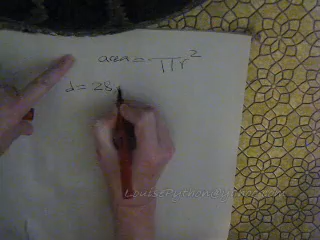 area = πr²
d = 28